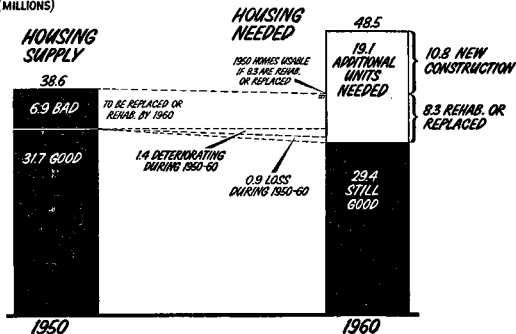 (MILLIONS)
HOUSING
SUPPLY
38.6
6.9 BAD
31.7 GOOD
1950
TO BE REPLACED OR
REHAB. BY 1960
1.4 DETERIORATING
DURING 1950-60
0.9 LOSS
DURING 1950-60
HOUSING
NEEDED
1950 HOMES USABLE
IF 8.3 ARE REHAB.
OR REPLACED
48.5
19.1
ADDITIONAL
UNITS
NEEDED
29.4
STILL
GOOD
1960
10.8 NEW
CONSTRUCTION
8.3 REHAB. OR
REPLACED